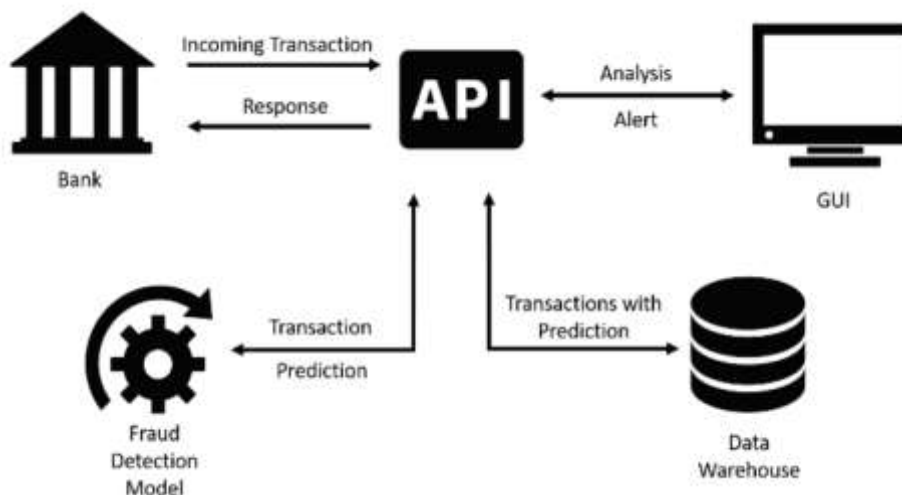 Incoming Transaction
Response
Bank
API
Analysis
Alert
GUI
Transaction
Prediction
Fraud
Detection
Model
Transactions with
Prediction
Data
Warehouse